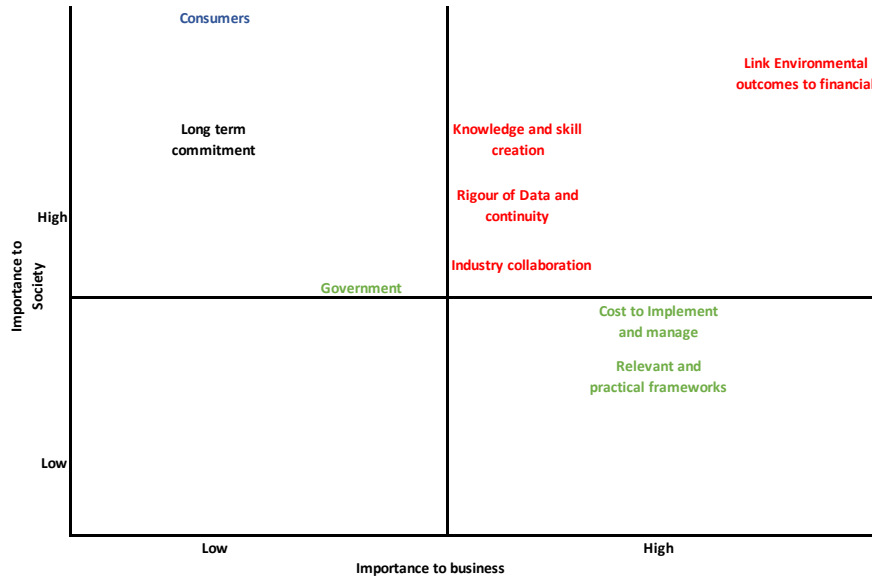 Consumers
Link Environmental
outcomes to financial
Long term
commitment
Knowledge and skill
creation
Rigour of Data and
continuity
High
Industry collaboration
Importance to
Society
Government
Cost to Implement
and manage
Relevant and
practical frameworks
Low
Low
High
Importance to business